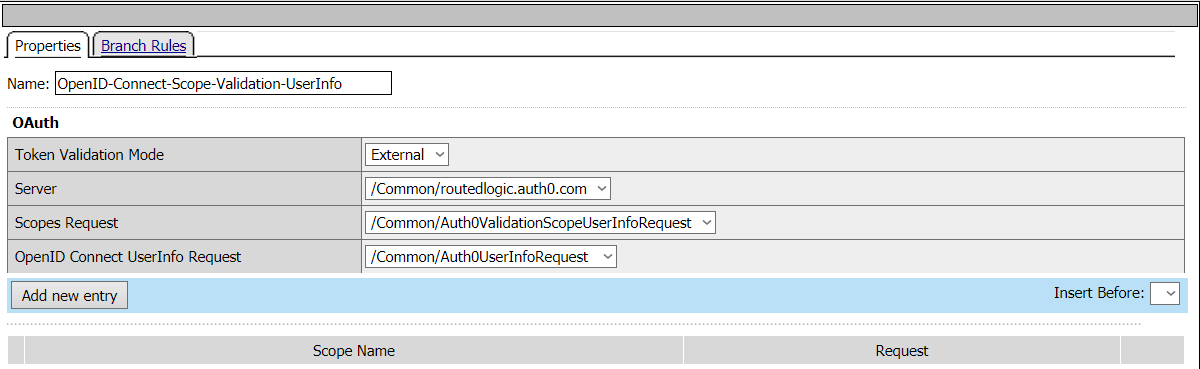 Properties Branch Rules
Name: OpenID-Connect-Scope-Validation-UserInfo
OAuth
Token Validation Mode External
Server /Common/routedlogic.auth0.com
Scopes Request /Common/Auth0ValidationScopeUserInfoRequest
OpenID Connect UserInfo Request /Common/Auth0UserInfoRequest
Add new entry Insert Before:
Scope Name Request